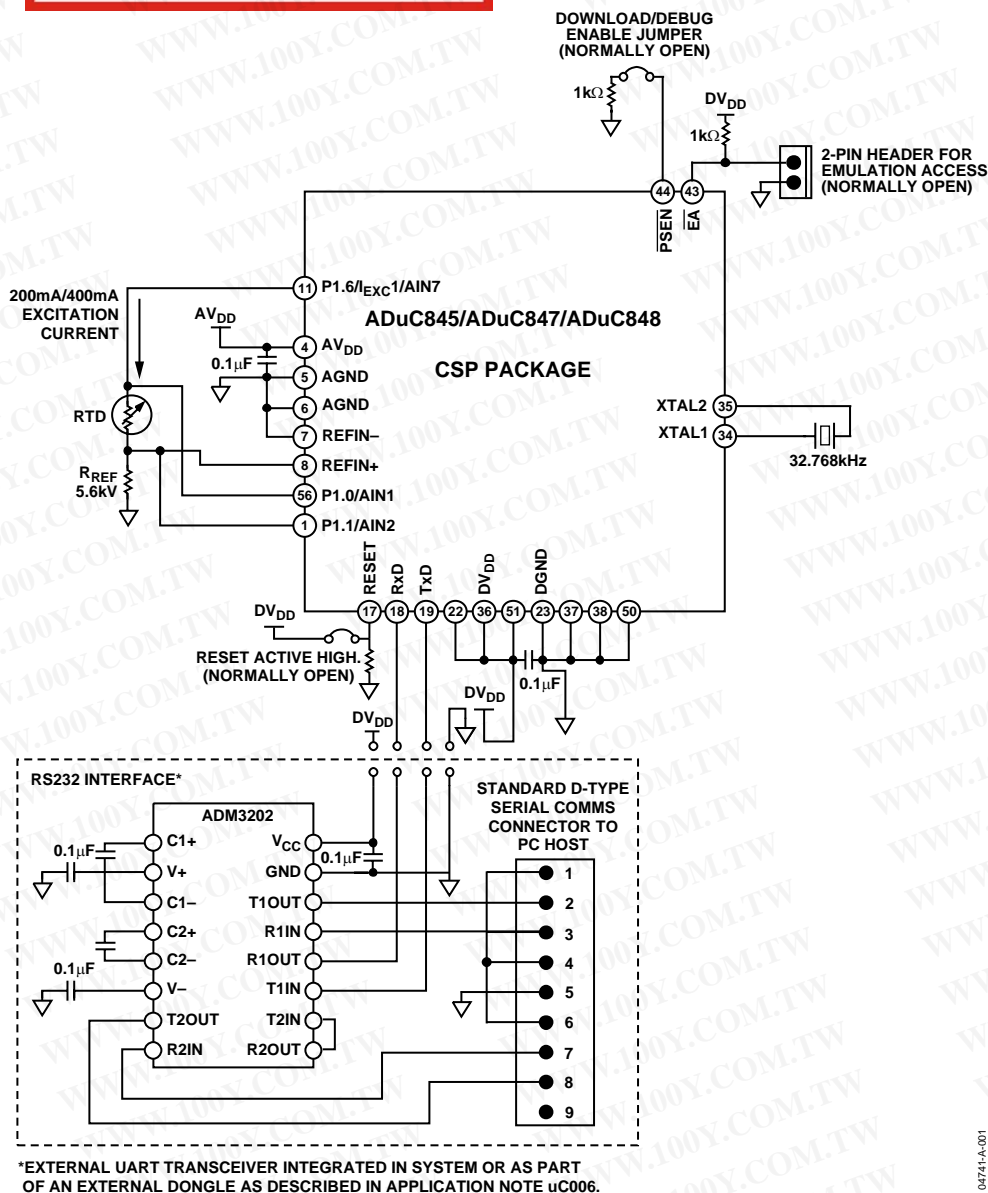 DOWNLOAD/DEBUG
ENABLE JUMPER
(NORMALLY OPEN)
1kΩ
DVDD
1kΩ
2-PIN HEADER FOR
EMULATION ACCESS
(NORMALLY OPEN)
44
43
PSEN
EA
200mA/400mA
EXCITATION
CURRENT
11 P1.6/IEXC1/AIN7
AVDD
ADuC845/ADuC847/ADuC848
CSP PACKAGE
4 AVDD
0.1μF
5 AGND
6 AGND
7 REFIN–
8 REFIN+
56 P1.0/AIN1
1 P1.1/AIN2
RTD
RREF
5.6kV
XTAL2 35
XTAL1 34
32.768kHz
RESET
RxD
TxD
DVDD
DGND
17 18 19 22 36 51 23 37 38 50
DVDD
RESET ACTIVE HIGH.
(NORMALLY OPEN)
0.1μF
DVDD
DVDD
RS232 INTERFACE*
ADM3202
STANDARD D-TYPE
SERIAL COMMS
CONNECTOR TO
PC HOST
0.1μF
C1+
V+
C1–
C2+
C2–
0.1μF
V–
T2OUT
R2IN
VCC
0.1μF
GND
T1OUT
R1IN
R1OUT
T1IN
T2IN
R2OUT
1
2
3
4
5
6
7
8
9
*EXTERNAL UART TRANSCEIVER INTEGRATED IN SYSTEM OR AS PART
OF AN EXTERNAL DONGLE AS DESCRIBED IN APPLICATION NOTE uC006.
04741-A-001
WWW.100Y.COM.TW